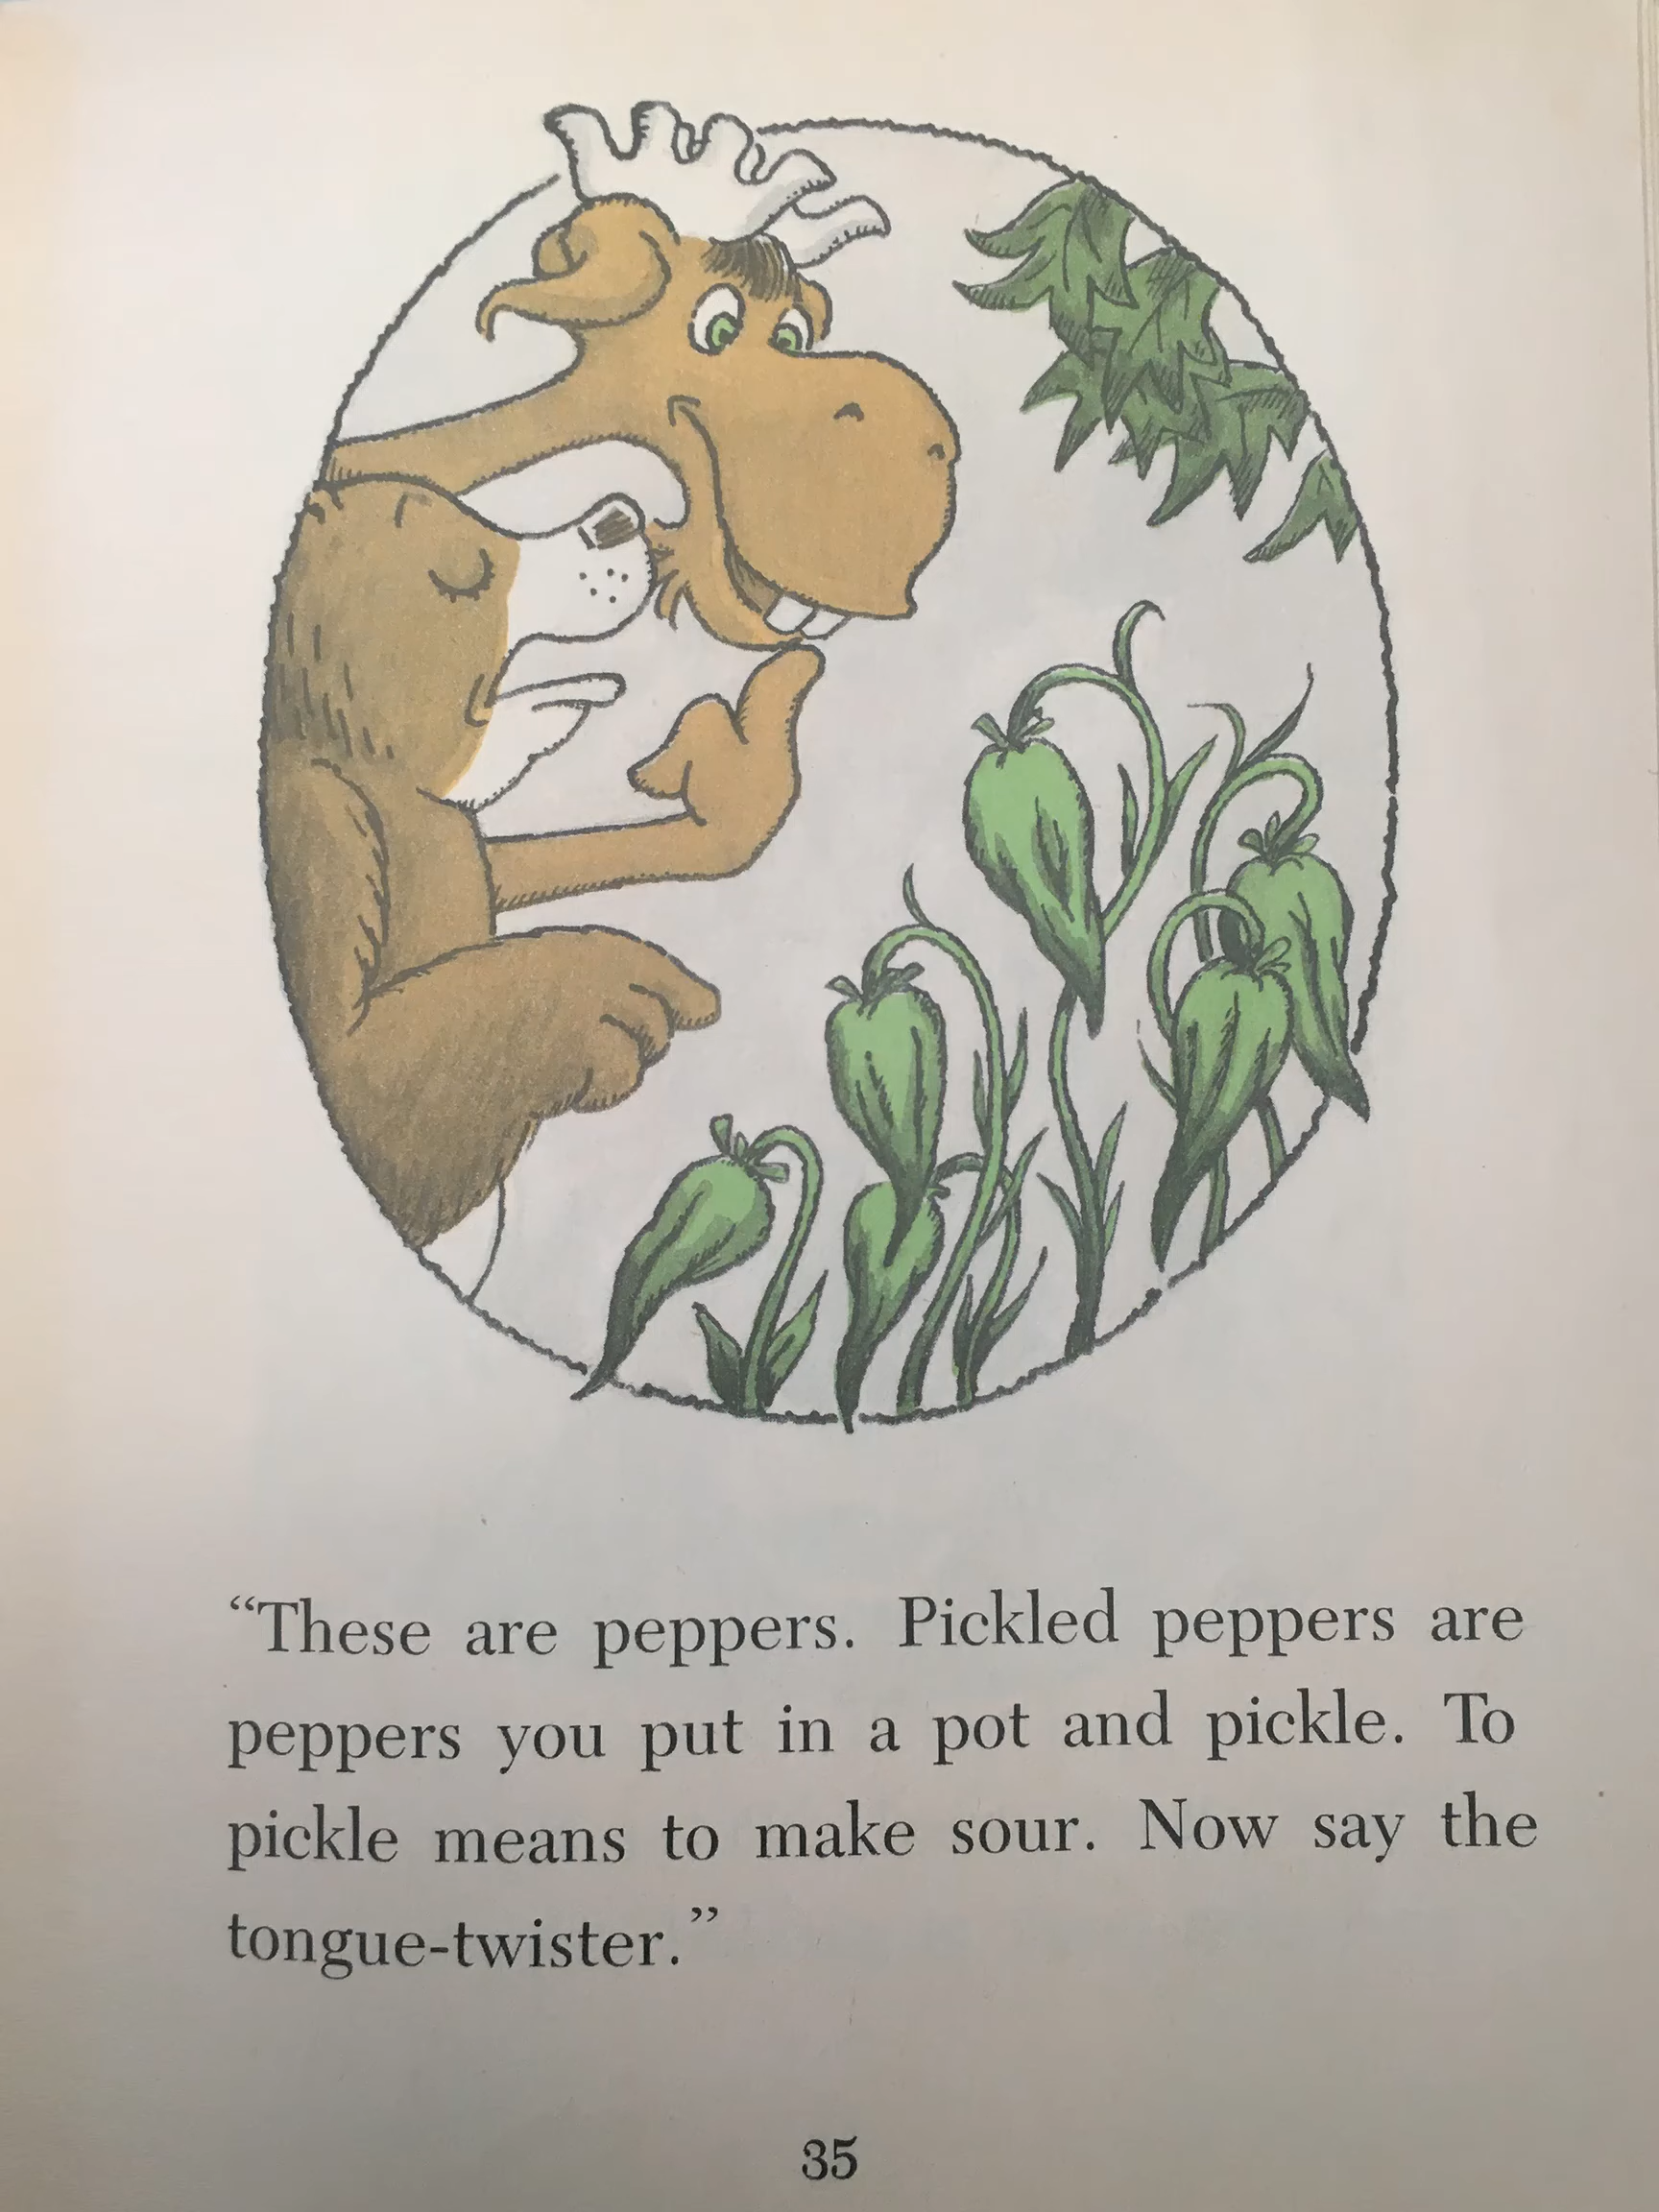 “These are peppers. Pickled peppers are
peppers you put in a pot and pickle. To
pickle means to make sour. Now say the
tongue-twister.”
35